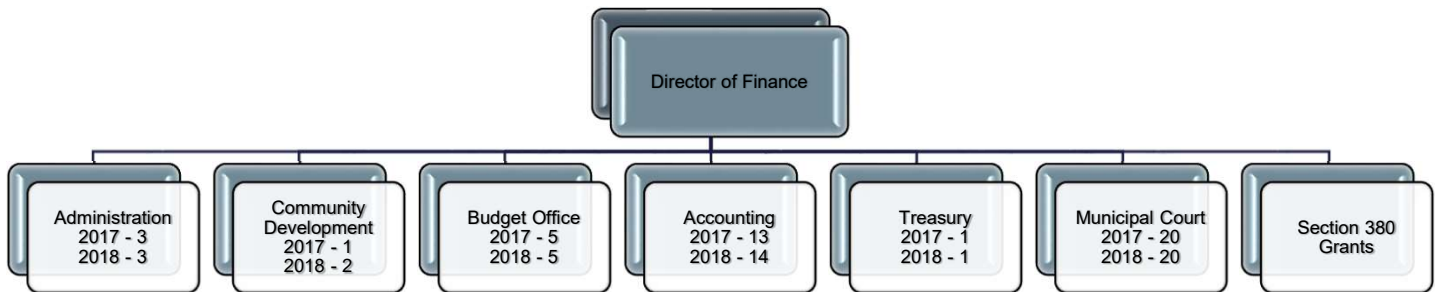 Director of Finance
Administration
2017 - 3
2018 - 3
Community
Development
2017 - 1
2018 - 2
Budget Office
2017 - 5
2018 - 5
Accounting
2017 - 13
2018 - 14
Treasury
2017 - 1
2018 - 1
Municipal Court
2017 - 20
2018 - 20
Section 380
Grants